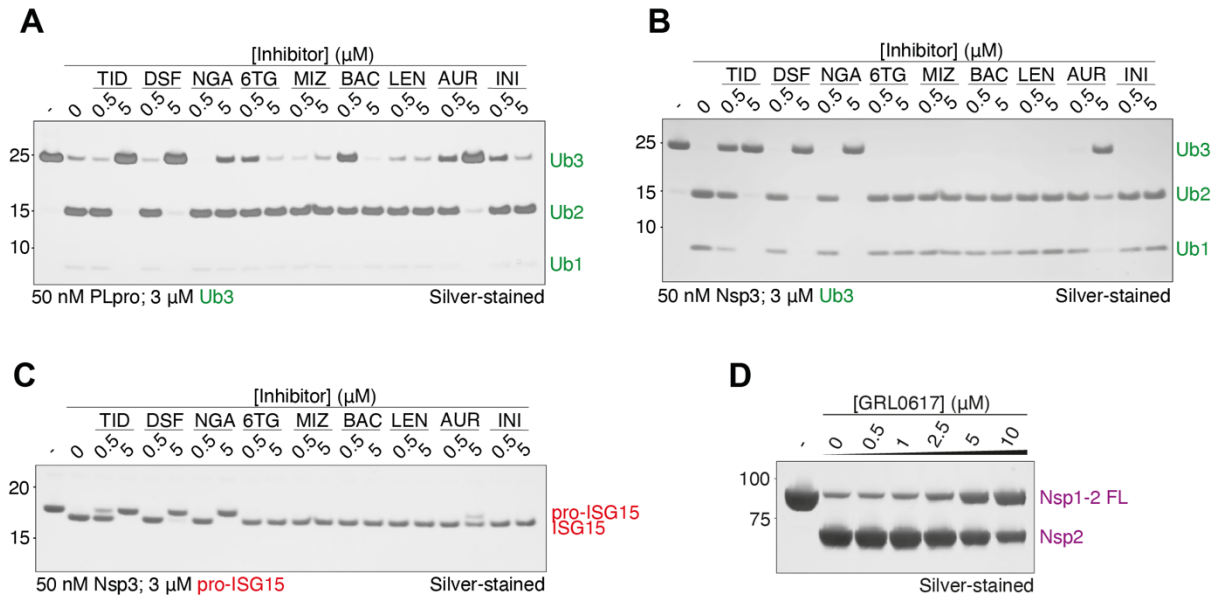 A
[Inhibitor] (µM)
TID DSF NGA 6TG MIZ BAC LEN AUR INI
- 0 0.5 5 0.5 5 0.5 5 0.5 5 0.5 5 0.5 5 0.5 5 0.5 5 0.5 5
25 Ub3
15 Ub2
10
Ub1
50 nM PLpro; 3 µM Ub3 Silver-stained
B
[Inhibitor] (µM)
TID DSF NGA 6TG MIZ BAC LEN AUR INI
- 0 0.5 5 0.5 5 0.5 5 0.5 5 0.5 5 0.5 5 0.5 5 0.5 5 0.5 5
25 Ub3
15 Ub2
10
Ub1
50 nM Nsp3; 3 µM Ub3 Silver-stained
C
[Inhibitor] (µM)
TID DSF NGA 6TG MIZ BAC LEN AUR INI
- 0 0.5 5 0.5 5 0.5 5 0.5 5 0.5 5 0.5 5 0.5 5 0.5 5 0.5 5
20
pro-ISG15
ISG15
15
50 nM Nsp3; 3 µM pro-ISG15 Silver-stained
D
[GRL0617] (µM)
- 0 0.5 1 2.5 5 10
100
Nsp1-2 FL
75
Nsp2
Silver-stained